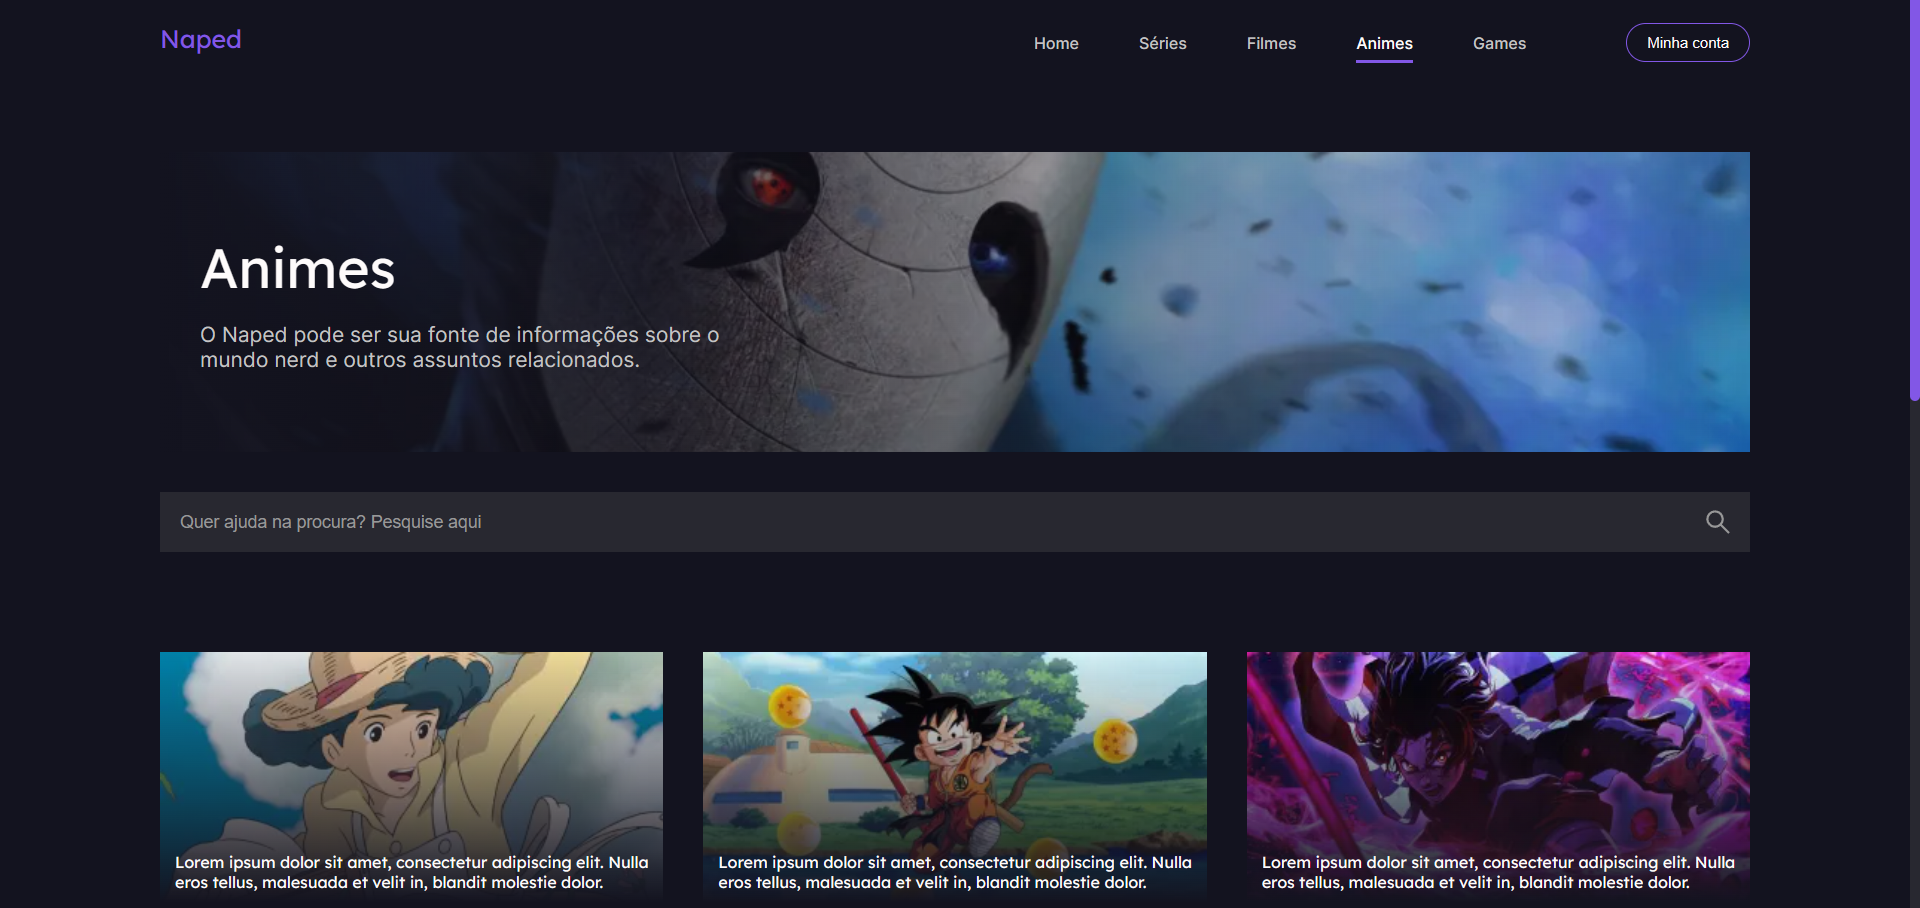 Naped
Home
Séries
Filmes
Animes
Games
Minha conta
Animes
O Naped pode ser sua fonte de informações sobre o
mundo nerd e outros assuntos relacionados.
Quer ajuda na procura? Pesquise aqui
Lorem ipsum dolor sit amet, consectetur adipiscing elit. Nulla
eros tellus, malesuada et velit in, blandit molestie dolor.
Lorem ipsum dolor sit amet, consectetur adipiscing elit. Nulla
eros tellus, malesuada et velit in, blandit molestie dolor.
Lorem ipsum dolor sit amet, consectetur adipiscing elit. Nulla
eros tellus, malesuada et velit in, blandit molestie dolor.